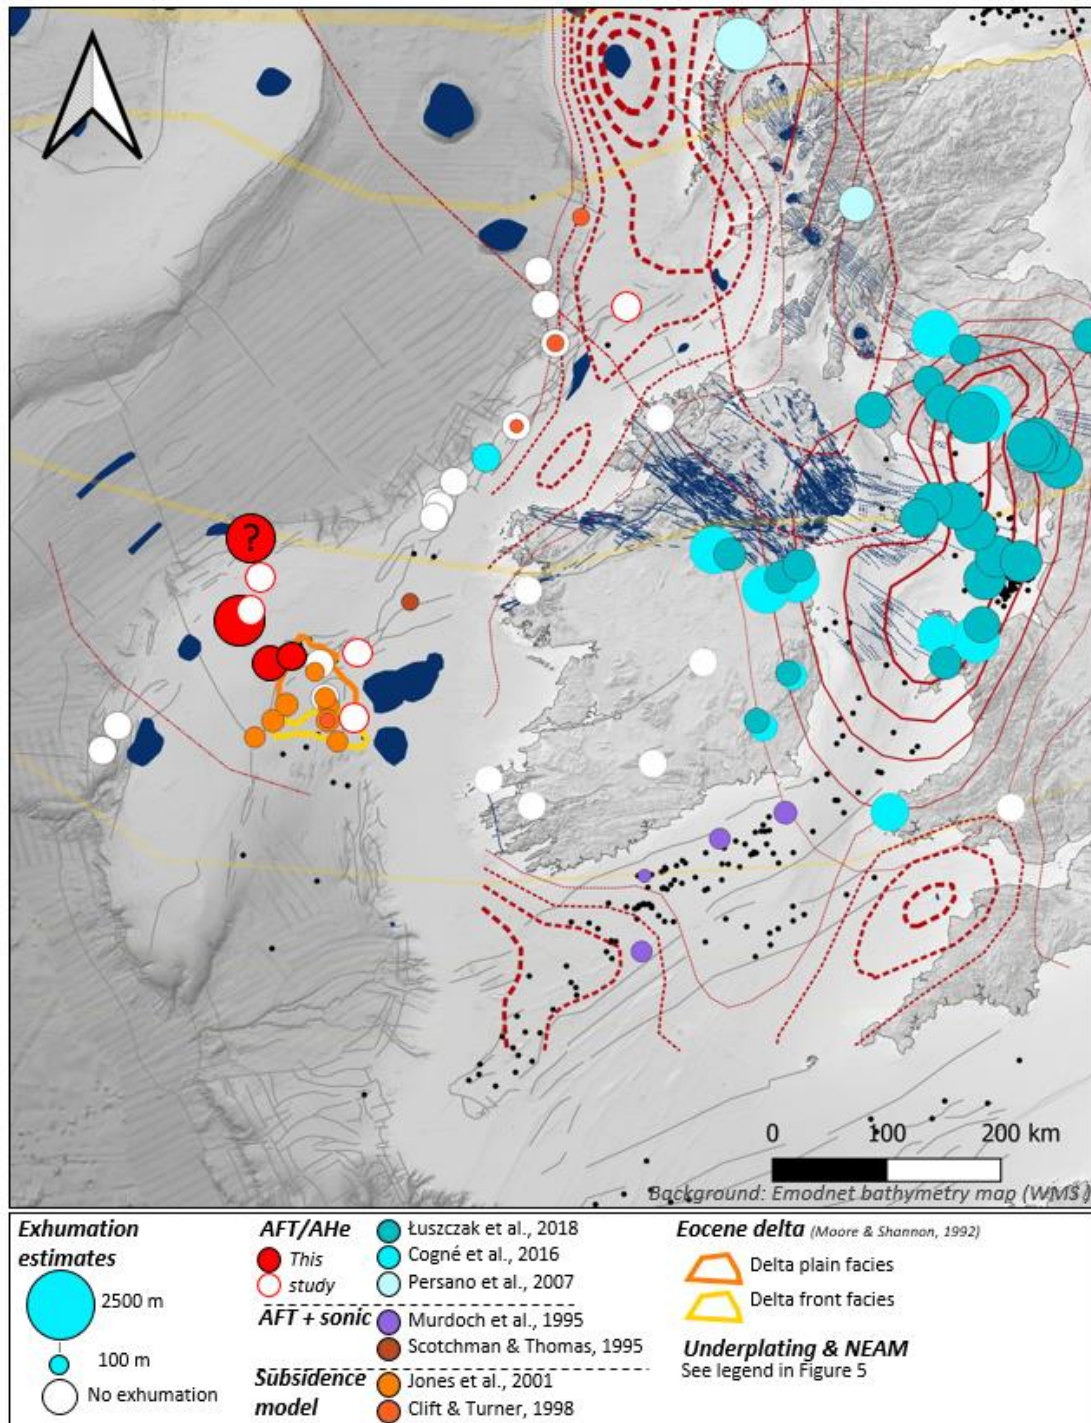 ?
0 100 200 km
Background: Emodnet bathymetry map (WMS)
Exhumation
estimates
2500 m
100 m
No exhumation
AFT/AHe
This
study
Łuszczak et al., 2018
Cogné et al., 2016
Persano et al., 2007
AFT + sonic
Murdoch et al., 1995
Scotchman & Thomas, 1995
Subsidence
model
Jones et al., 2001
Clift & Turner, 1998
Eocene delta (Moore & Shannon, 1992)
Delta plain facies
Delta front facies
Underplating & NEAM
See legend in Figure 5